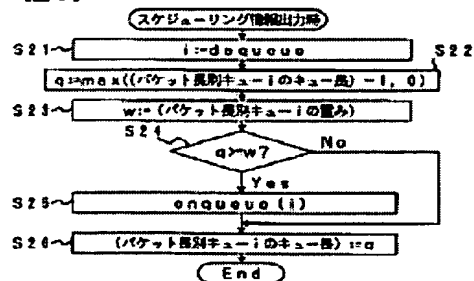 スケジューリング情報出力時
S21 i:=dequeue
S22
q:=max((パケット長別キューiのキュー長)-1, 0)
S23 w:=(パケット長別キューiの重み)
S24
q>=w? No
Yes
S25 enqueue(i)
S26 (パケット長別キューiのキュー長):=q
End